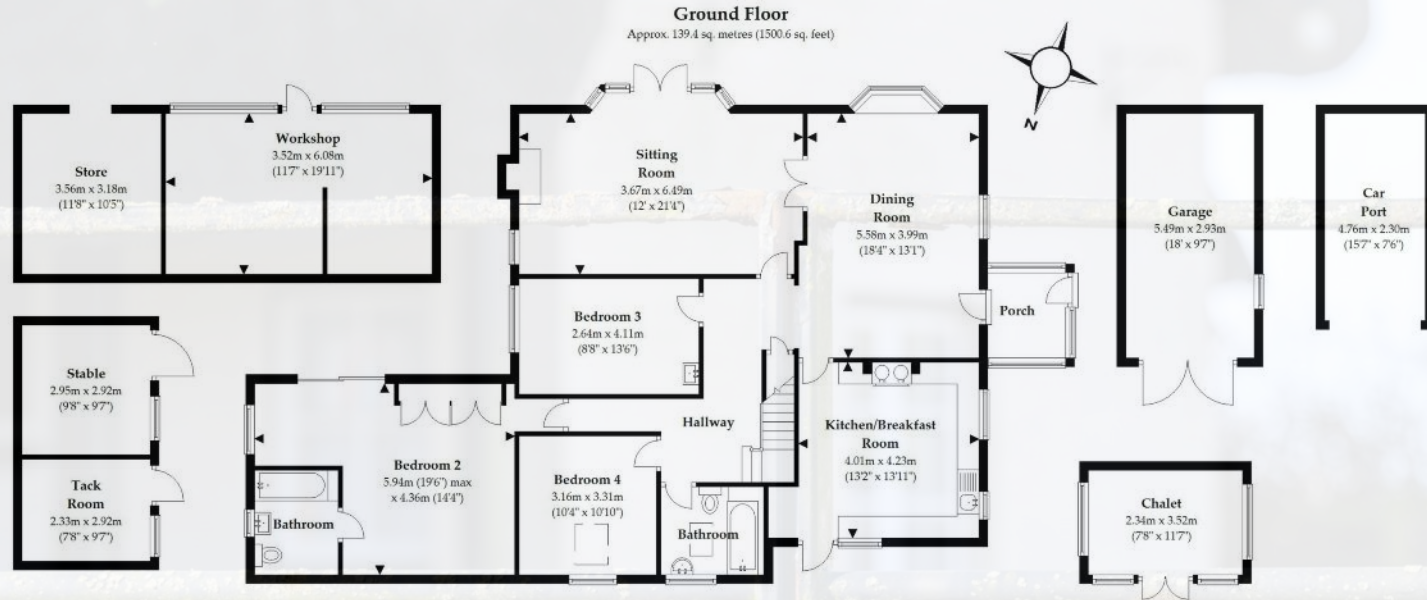 Ground Floor
Approx. 139.4 sq. metres (1500.6 sq. feet)
N
Store
3.56m x 3.18m
(11'8" x 10'5")
Workshop
3.52m x 6.08m
(11'7" x 19'11")
Sitting
Room
3.67m x 6.49m
(12' x 21'4")
Dining
Room
5.58m x 3.99m
(18'4" x 13'1")
Garage
5.49m x 2.93m
(18' x 9'7")
Car
Port
4.76m x 2.30m
(15'7" x 7'6")
Porch
Bedroom 3
2.64m x 4.11m
(8'8" x 13'6")
Stable
2.95m x 2.92m
(9'8" x 9'7")
Hallway
Kitchen/Breakfast
Room
4.01m x 4.23m
(13'2" x 13'11")
Bedroom 2
5.94m (19'6") max
x 4.36m (14'4")
Bedroom 4
3.16m x 3.31m
(10'4" x 10'10")
Tack
Room
2.33m x 2.92m
(7'8" x 9'7")
Bathroom
Bathroom
Chalet
2.34m x 3.52m
(7'8" x 11'7")